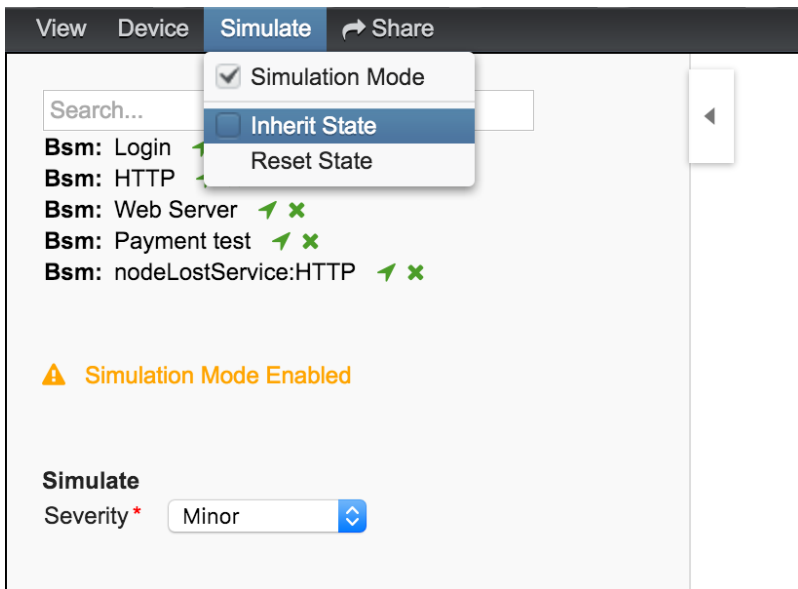 View Device Simulate Share
Simulation Mode
Search...
Inherit State
Bsm: Login
Reset State
Bsm: HTTP
Bsm: Web Server
Bsm: Payment test
Bsm: nodeLostService:HTTP
Simulation Mode Enabled
Simulate
Severity* Minor